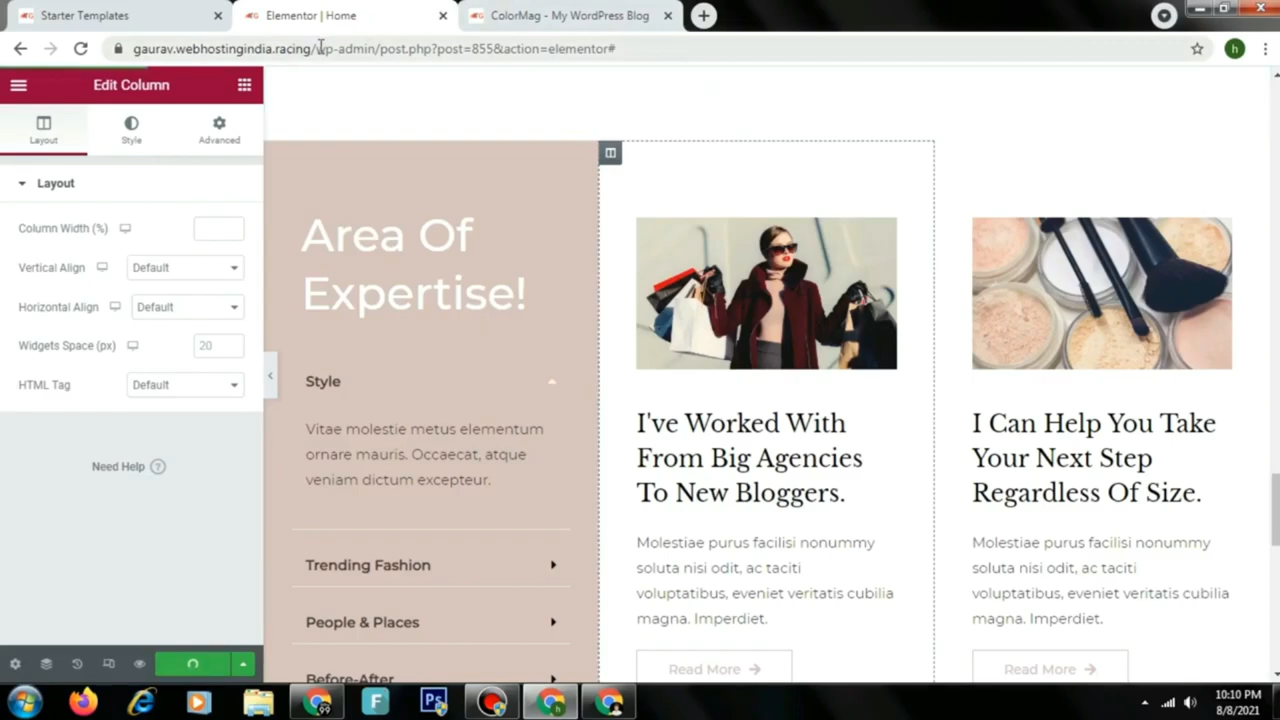 Starter Templates
Elementor | Home
ColorMag - My WordPress Blog
gaurav.webhostingindia.racing/wp-admin/post.php?post=855&action=elementor#
h
Edit Column
Layout
Style
Advanced
Layout
Column Width (%)
Vertical Align
Default
Horizontal Align
Default
Widgets Space (px)
20
HTML Tag
Default
Need Help
Area Of
Expertise!
Style
Vitae molestie metus elementum
ornare mauris. Occaecat, atque
veniam dictum excepteur.
Trending Fashion
People & Places
Before-After
I've Worked With
From Big Agencies
To New Bloggers.
Molestiae purus facilisi nonummy
soluta nisi odit, ac taciti
voluptatibus, eveniet veritatis cubilia
magna. Imperdiet.
Read More
I Can Help You Take
Your Next Step
Regardless Of Size.
Molestiae purus facilisi nonummy
soluta nisi odit, ac taciti
voluptatibus, eveniet veritatis cubilia
magna. Imperdiet.
Read More
99
F
Ps
h
10:10 PM
8/8/2021